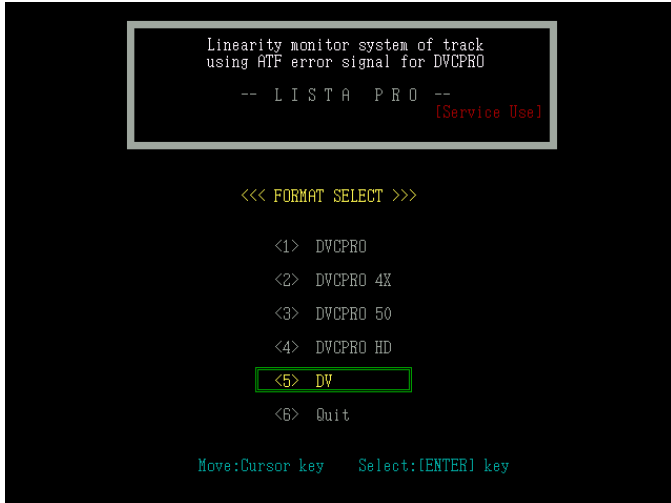 Linearity monitor system of track
using ATF error signal for DVCPRO
-- L I S T A   P R O --
[Service Use]
<<< FORMAT SELECT >>>
<1> DVCPRO
<2> DVCPRO 4X
<3> DVCPRO 50
<4> DVCPRO HD
<5> DV
<6> Quit
Move:Cursor key   Select:[ENTER] key